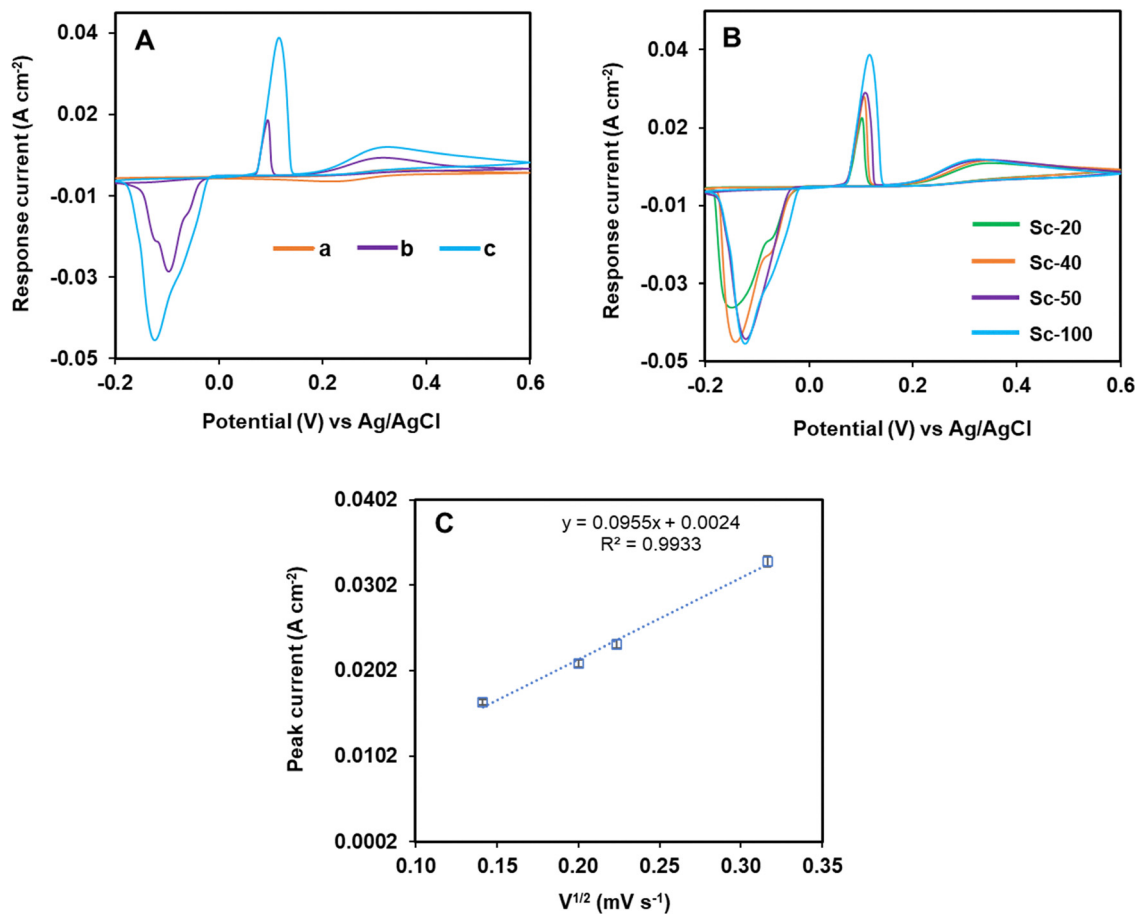 A
Response current (A cm-2)
0.04
0.02
-0.01
-0.03
-0.05
-0.2
0.0
0.2
0.4
0.6
a
b
c
Potential (V) vs Ag/AgCl
B
Response current (A cm-2)
0.04
0.02
-0.01
-0.03
-0.05
-0.2
0.0
0.2
0.4
0.6
Sc-20
Sc-40
Sc-50
Sc-100
Potential (V) vs Ag/AgCl
C
y = 0.0955x + 0.0024
R² = 0.9933
Peak current (A cm-2)
0.0402
0.0302
0.0202
0.0102
0.0002
0.10
0.15
0.20
0.25
0.30
0.35
V1/2 (mV s-1)